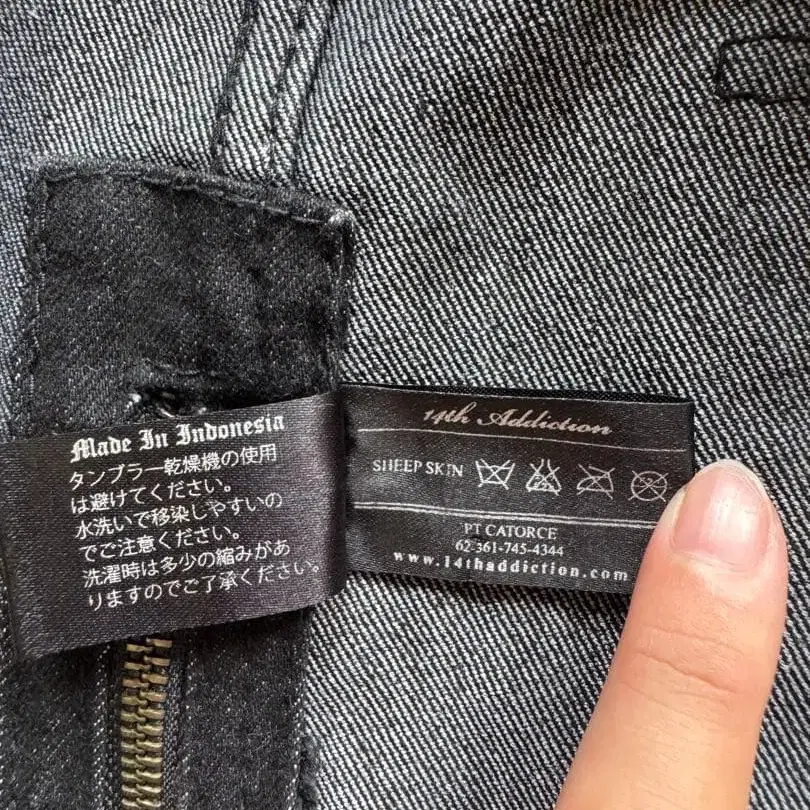 Made In Indonesia
タンブラー乾燥機の使用
は避けてください。
水洗いで移染しやすいの
でご注意ください。
洗濯時は多少の縮みがあ
りますのでご了承ください。
14th Addiction
SHEEP SKIN
PT CATORCE
62-361-745-4344
www.14thaddiction.com